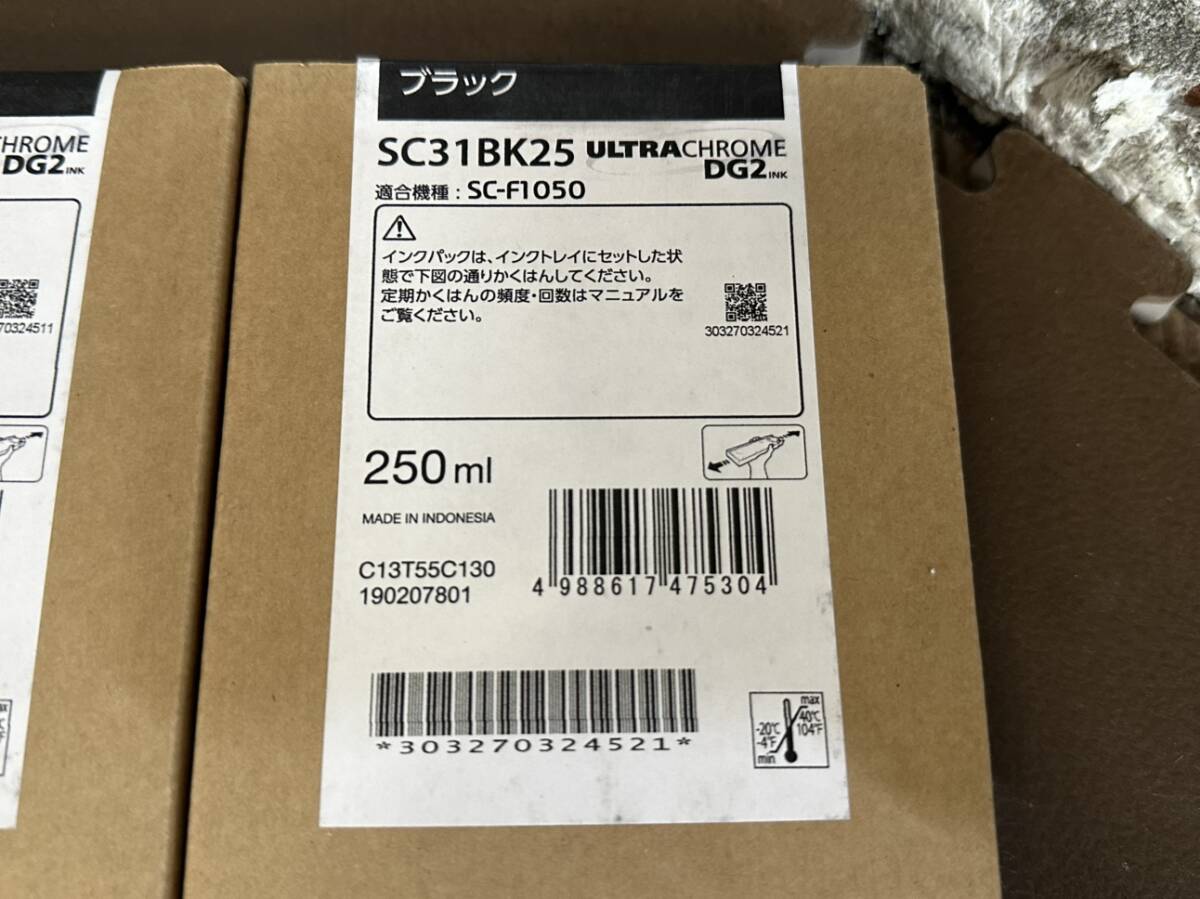 CHROME
DG2 INK
70324511
ブラック
SC31BK25 ULTRACHROME
DG2 INK
適合機種：SC-F1050
インクパックは、インクトレイにセットした状
態で下図の通りかくはんしてください。
定期かくはんの頻度・回数はマニュアルを
ご覧ください。
303270324521
250 ml
MADE IN INDONESIA
C13T55C130
190207801
4 988617 475304
*303270324521*
max
40℃
104℉
-20℃
-4℉
min